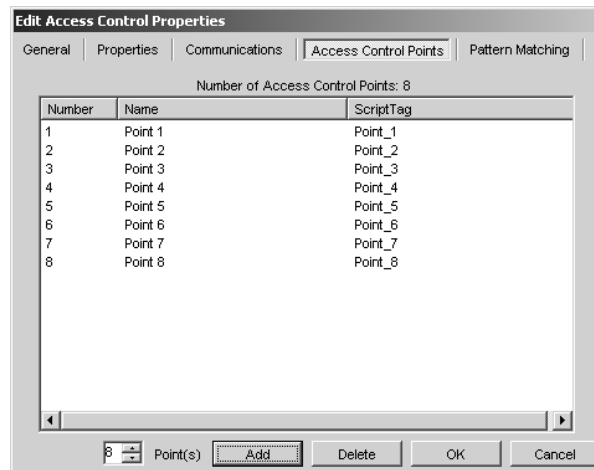 Edit Access Control Properties
General Properties Communications Access Control Points Pattern Matching
Number of Access Control Points: 8
Number Name ScriptTag
1 Point 1 Point_1
2 Point 2 Point_2
3 Point 3 Point_3
4 Point 4 Point_4
5 Point 5 Point_5
6 Point 6 Point_6
7 Point 7 Point_7
8 Point 8 Point_8
8 Point(s) Add Delete OK Cancel